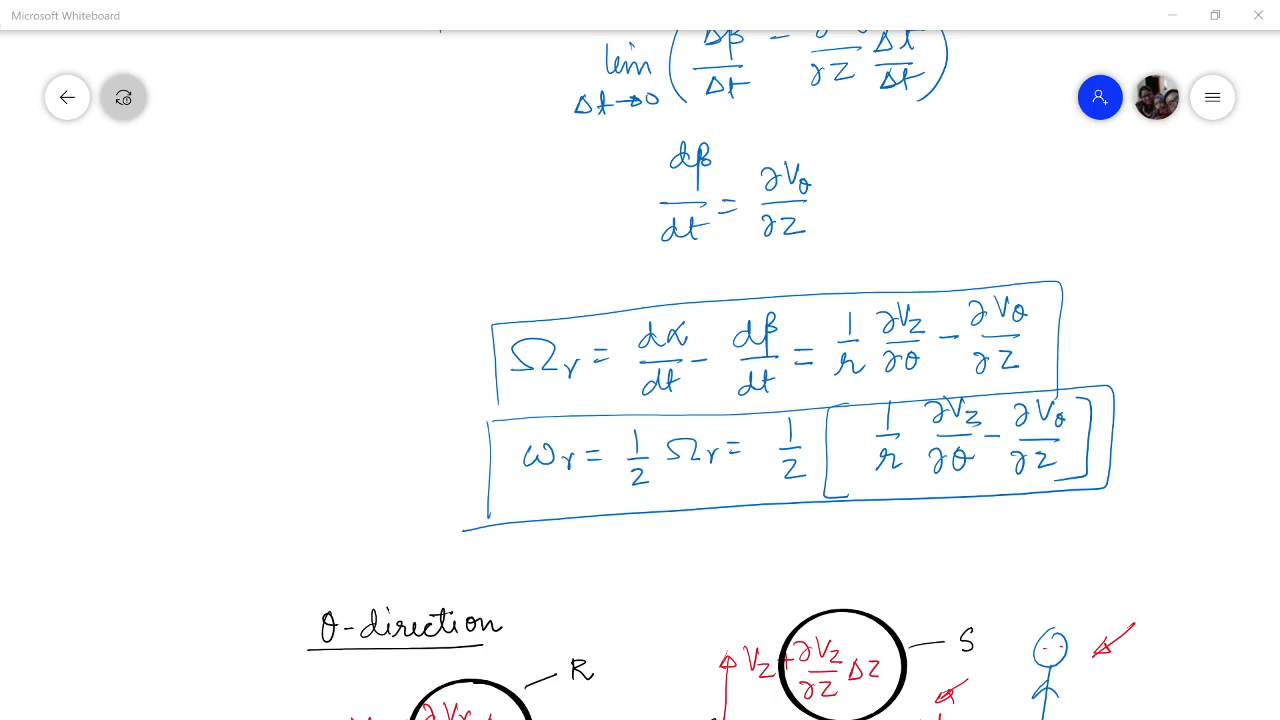 Microsoft Whiteboard
lim Δt→0 ( Δβ/Δt - /∂z Δt/Δt )
dβ/dt = ∂Vθ/∂z
Ωr = dα/dt - dβ/dt = 1/r ∂Vz/∂θ - ∂Vθ/∂z
ωr = 1/2 Ωr = 1/2 [ 1/r ∂Vz/∂θ - ∂Vθ/∂z ]
θ-direction
Vz + ∂Vz/∂z Δz
S
R
∂Vr